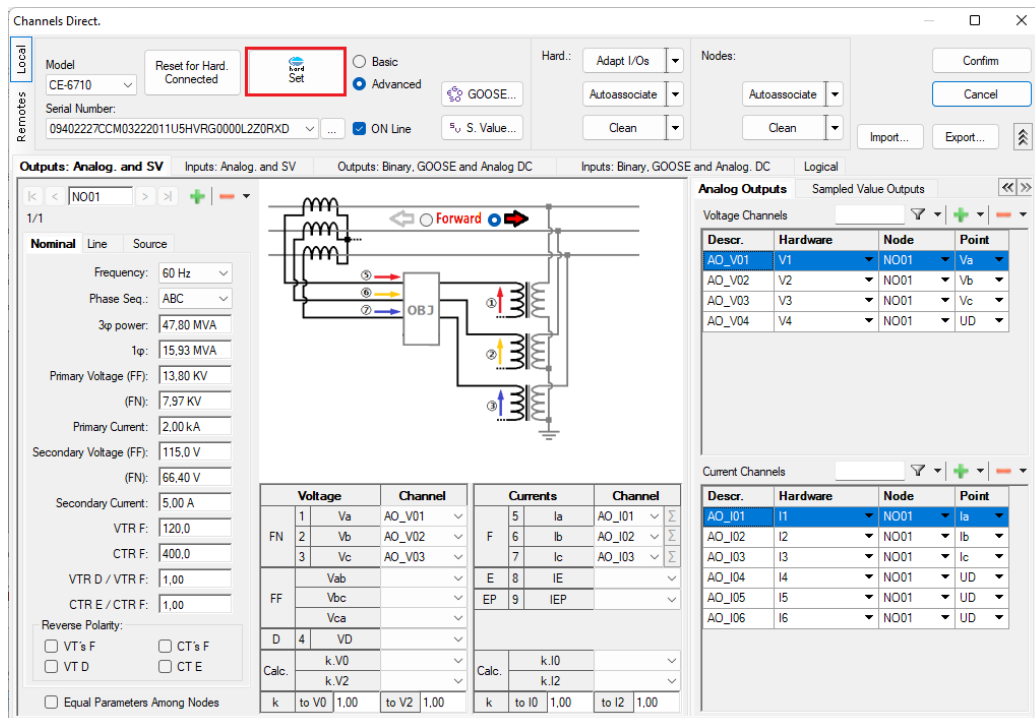 Channels Direct.
Local
Remotes
Model
CE-6710
Serial Number:
09402227CCM03222011U5HVRG0000L2Z0RXD
...
Reset for Hard.
Connected
hard
Set
Basic
Advanced
ON Line
GOOSE...
S. Value...
Hard.:
Adapt I/Os
Autoassociate
Clean
Nodes:
Autoassociate
Clean
Confirm
Cancel
Import...
Export...
Outputs: Analog. and SV
Inputs: Analog. and SV
Outputs: Binary, GOOSE and Analog DC
Inputs: Binary, GOOSE and Analog. DC
Logical
NO01
1/1
Nominal Line Source
Frequency: 60 Hz
Phase Seq.: ABC
3φ power: 47,80 MVA
1φ: 15,93 MVA
Primary Voltage (FF): 13,80 KV
(FN): 7,97 KV
Primary Current: 2,00 kA
Secondary Voltage (FF): 115,0 V
(FN): 66,40 V
Secondary Current: 5,00 A
VTR F: 120,0
CTR F: 400,0
VTR D / VTR F: 1,00
CTR E / CTR F: 1,00
Reverse Polarity:
VT's F CT's F
VT D CT E
Equal Parameters Among Nodes
Forward
⑤
⑥
⑦
OBJ
①
②
③
Voltage Channel
FN
1 Va AO_V01
2 Vb AO_V02
3 Vc AO_V03
FF
Vab
Vbc
Vca
D 4 VD
Calc.
k.V0
k.V2
k to V0 1,00 to V2 1,00
Currents Channel
F
5 Ia AO_I01 Σ
6 Ib AO_I02 Σ
7 Ic AO_I03 Σ
E 8 IE
EP 9 IEP
Calc.
k.I0
k.I2
k to I0 1,00 to I2 1,00
Analog Outputs
Sampled Value Outputs
Voltage Channels
Descr. Hardware Node Point
AO_V01 V1 NO01 Va
AO_V02 V2 NO01 Vb
AO_V03 V3 NO01 Vc
AO_V04 V4 NO01 UD
Current Channels
Descr. Hardware Node Point
AO_I01 I1 NO01 Ia
AO_I02 I2 NO01 Ib
AO_I03 I3 NO01 Ic
AO_I04 I4 NO01 UD
AO_I05 I5 NO01 UD
AO_I06 I6 NO01 UD